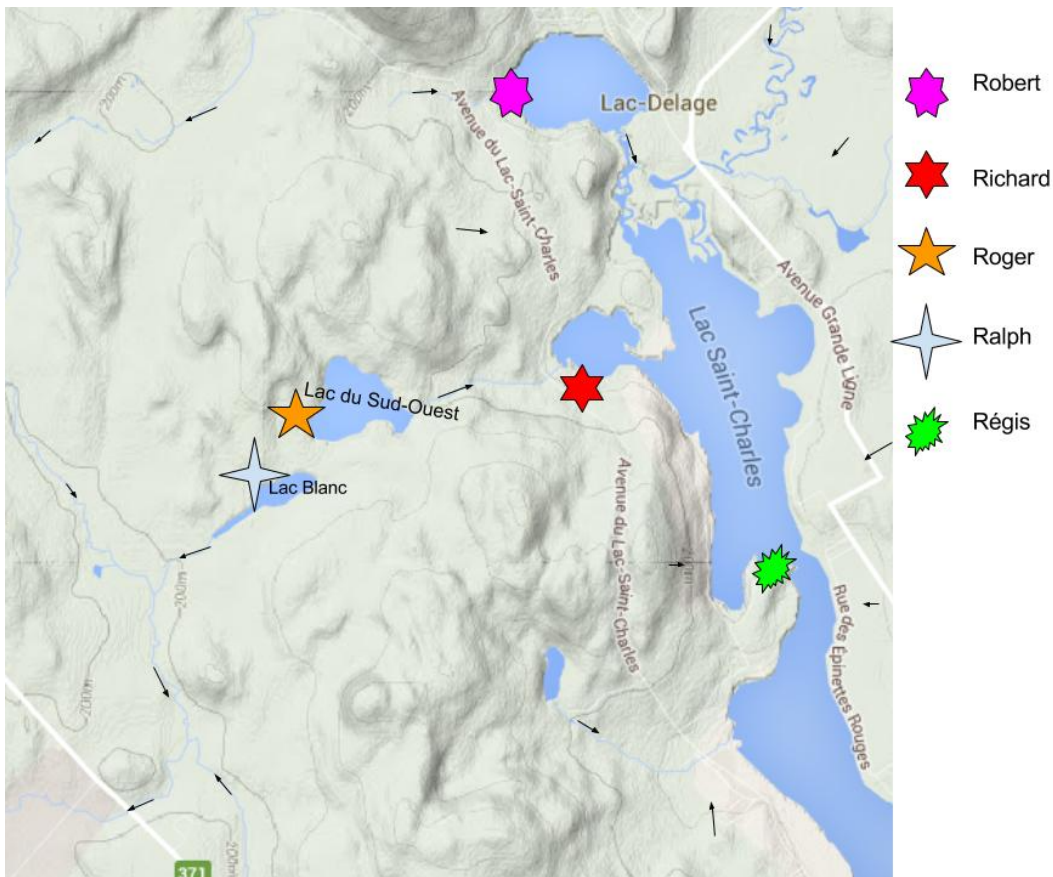 200m
200m
Avenue du Lac-Saint-Charles
Lac-Delage
Avenue Grande Ligne
Lac Saint-Charles
Lac du Sud-Ouest
Lac Blanc
Avenue du Lac-Saint-Charles
200m
200m
Rue des Épinettes Rouges
200m
200m
371
Robert
Richard
Roger
Ralph
Régis